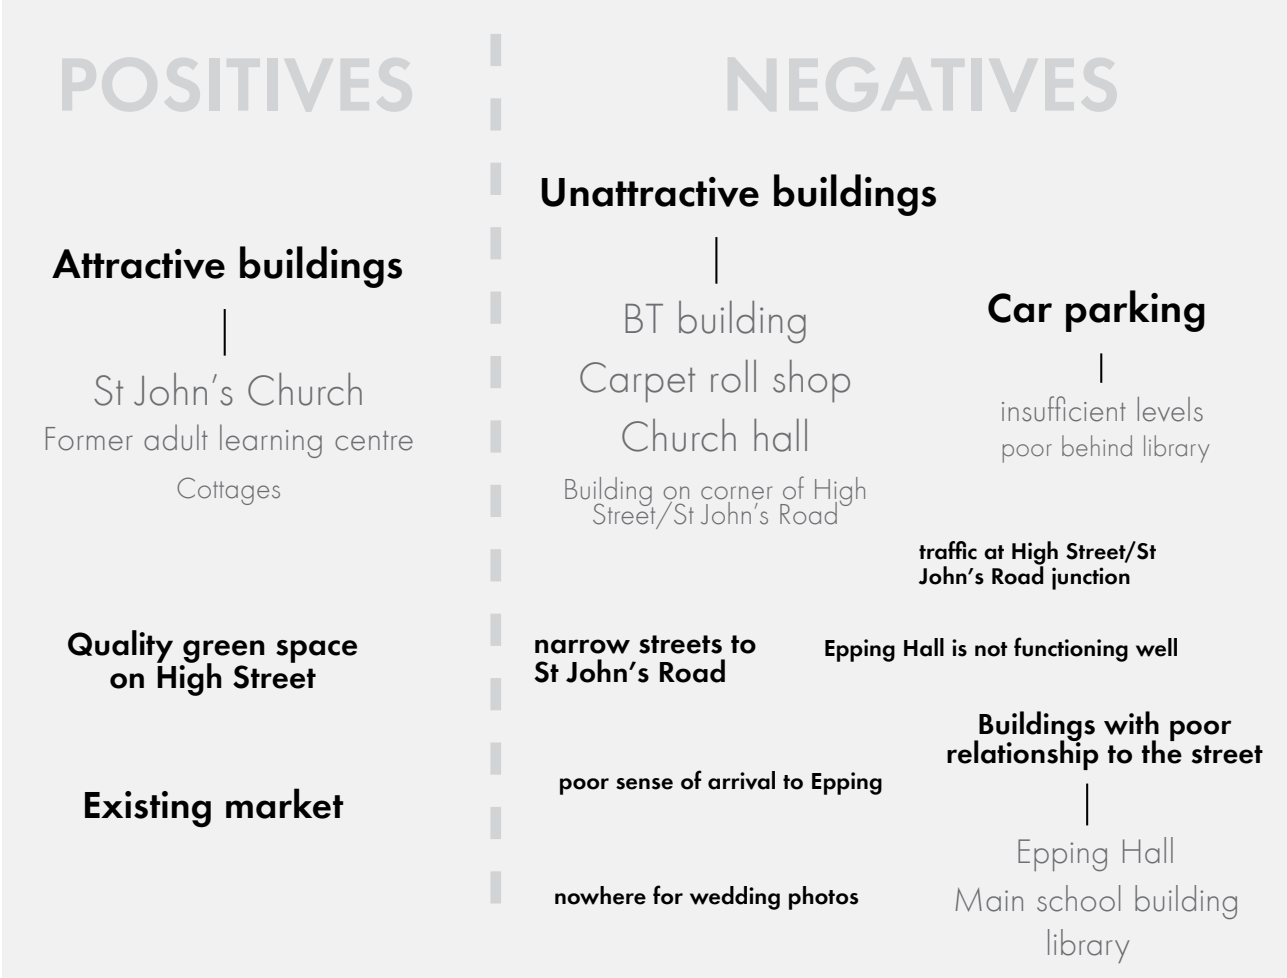 POSITIVES
Attractive buildings
St John’s Church
Former adult learning centre
Cottages
Quality green space
on High Street
Existing market
NEGATIVES
Unattractive buildings
BT building
Carpet roll shop
Church hall
Building on corner of High
Street/St John’s Road
Car parking
insufficient levels
poor behind library
traffic at High Street/St
John’s Road junction
narrow streets to
St John’s Road
Epping Hall is not functioning well
poor sense of arrival to Epping
nowhere for wedding photos
Buildings with poor
relationship to the street
Epping Hall
Main school building
library